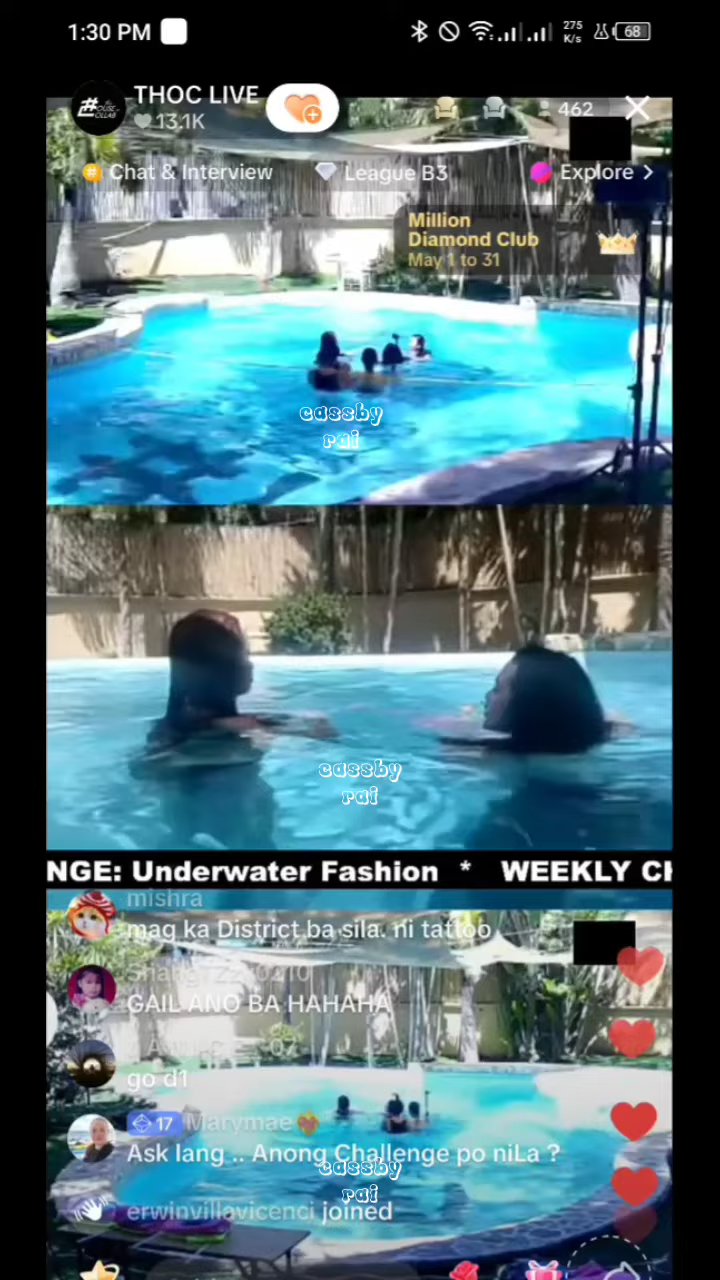 1:30 PM
275
K/s
68
THOC LIVE
13.1K
462
Chat & Interview
League B3
Explore >
Million
Diamond Club
May 1 to 31
cassby
rai
cassby
rai
NGE: Underwater Fashion * WEEKLY CH
mishra
mag ka District ba sila. ni tattoo
GAIL ANO BA HAHAHA
go d1
17 Marymae
Ask lang .. Anong Challenge po niLa ?
cassby
rai
erwinvillavicenci joined